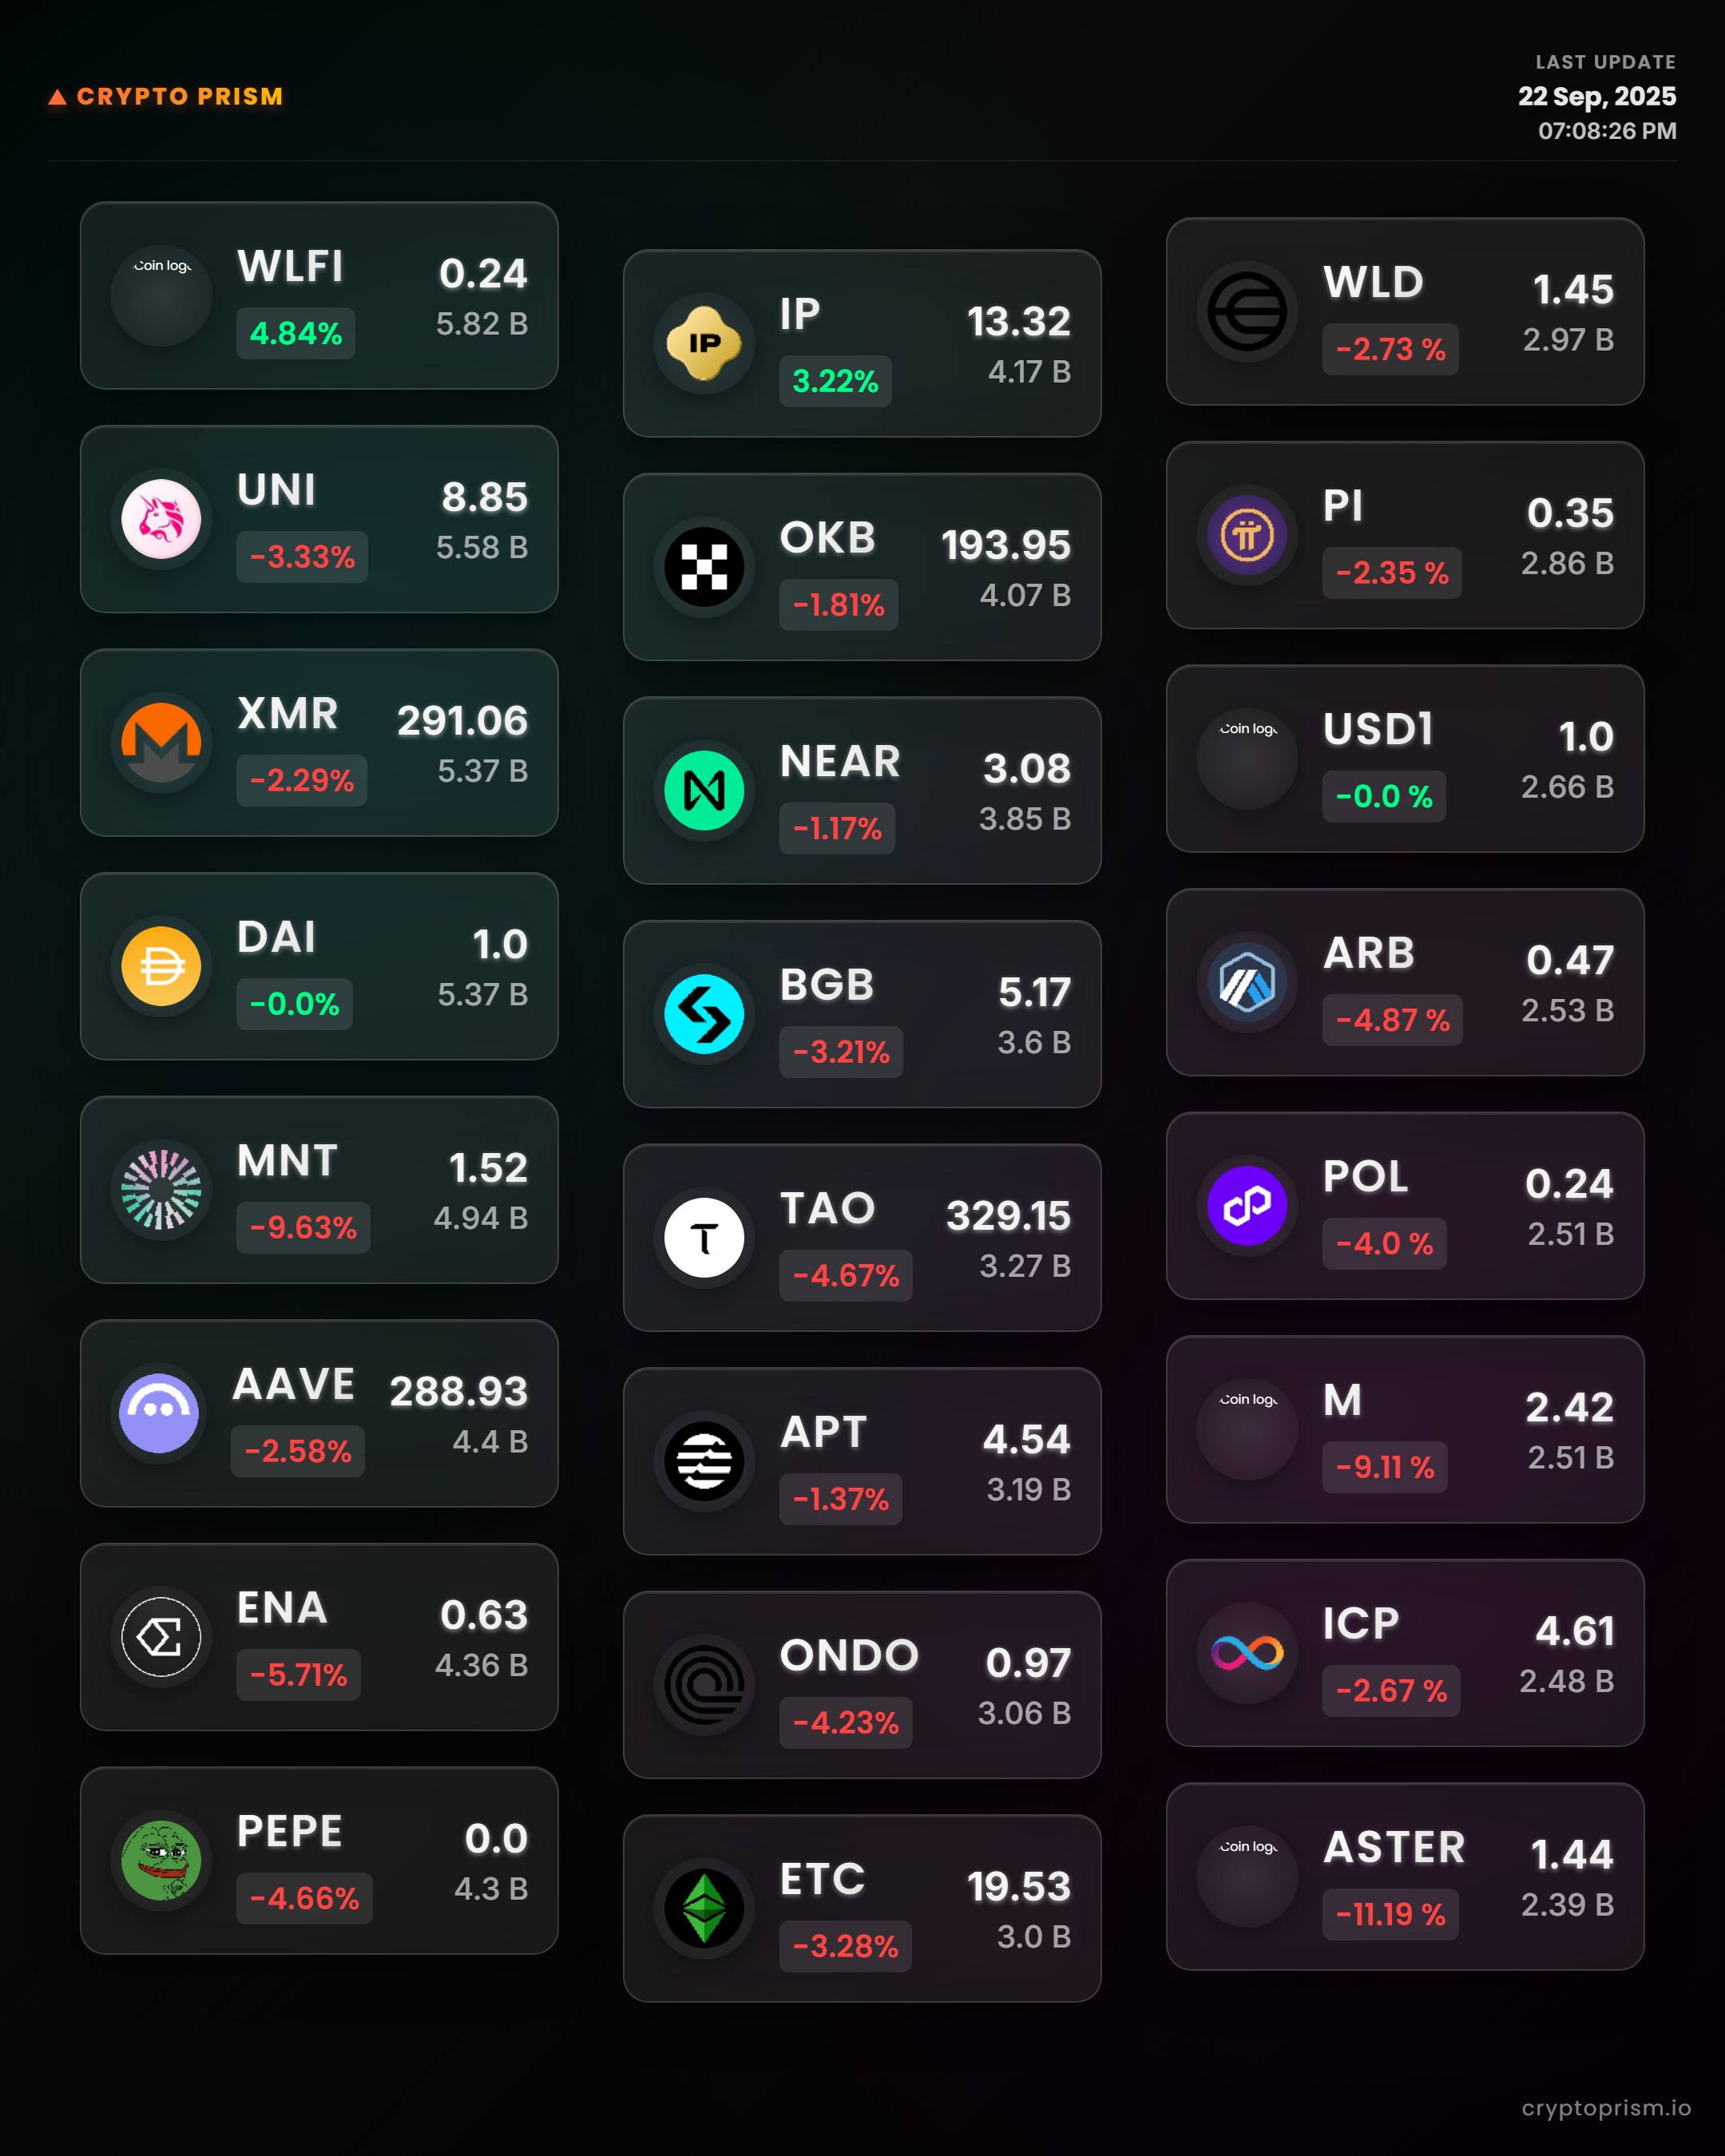 CRYPTO PRISM
LAST UPDATE
22 Sep, 2025
07:08:26 PM
Coin logo
WLFI
4.84%
0.24
5.82 B
UNI
-3.33%
8.85
5.58 B
XMR
-2.29%
291.06
5.37 B
DAI
-0.0%
1.0
5.37 B
MNT
-9.63%
1.52
4.94 B
AAVE
-2.58%
288.93
4.4 B
ENA
-5.71%
0.63
4.36 B
PEPE
-4.66%
0.0
4.3 B
IP
IP
3.22%
13.32
4.17 B
OKB
-1.81%
193.95
4.07 B
NEAR
-1.17%
3.08
3.85 B
BGB
-3.21%
5.17
3.6 B
TAO
-4.67%
329.15
3.27 B
APT
-1.37%
4.54
3.19 B
ONDO
-4.23%
0.97
3.06 B
ETC
-3.28%
19.53
3.0 B
WLD
-2.73 %
1.45
2.97 B
PI
-2.35 %
0.35
2.86 B
Coin logo
USD1
-0.0 %
1.0
2.66 B
ARB
-4.87 %
0.47
2.53 B
POL
-4.0 %
0.24
2.51 B
Coin logo
M
-9.11 %
2.42
2.51 B
ICP
-2.67 %
4.61
2.48 B
Coin logo
ASTER
-11.19 %
1.44
2.39 B
cryptoprism.io